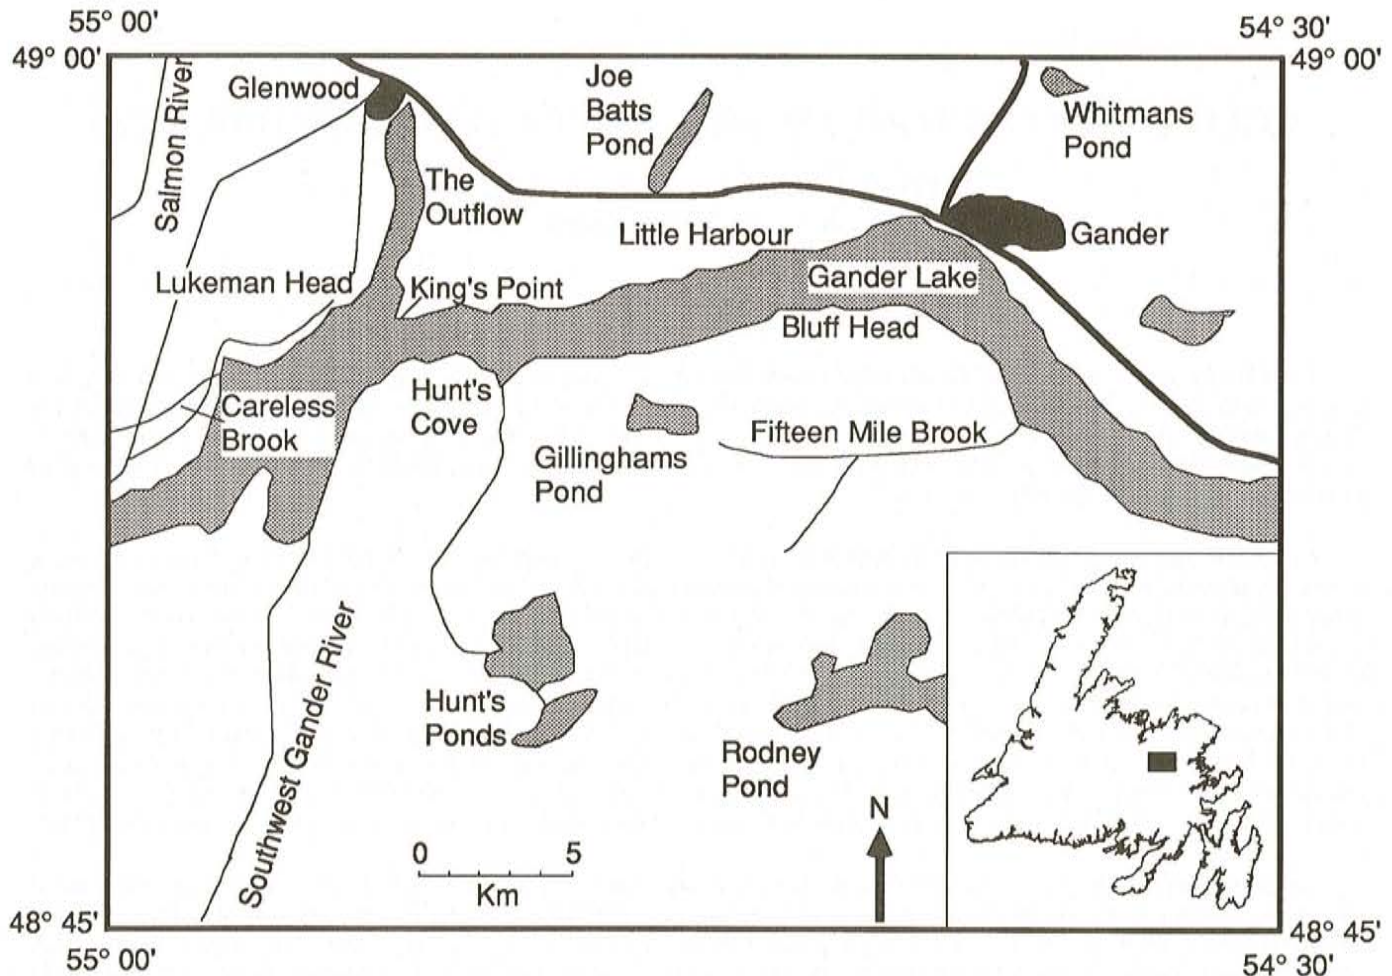 55° 00'
54° 30'
49° 00'
49° 00'
Salmon River
Glenwood
Joe
Batts
Pond
Whitmans
Pond
The
Outflow
Little Harbour
Gander
Lukeman Head
King's Point
Gander Lake
Bluff Head
Careless
Brook
Hunt's
Cove
Gillinghams
Pond
Fifteen Mile Brook
Southwest Gander River
Hunt's
Ponds
Rodney
Pond
N
0 5
Km
48° 45'
48° 45'
55° 00'
54° 30'